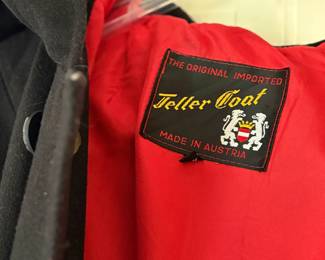 THE ORIGINAL IMPORTED
Teller Coat
MADE IN AUSTRIA